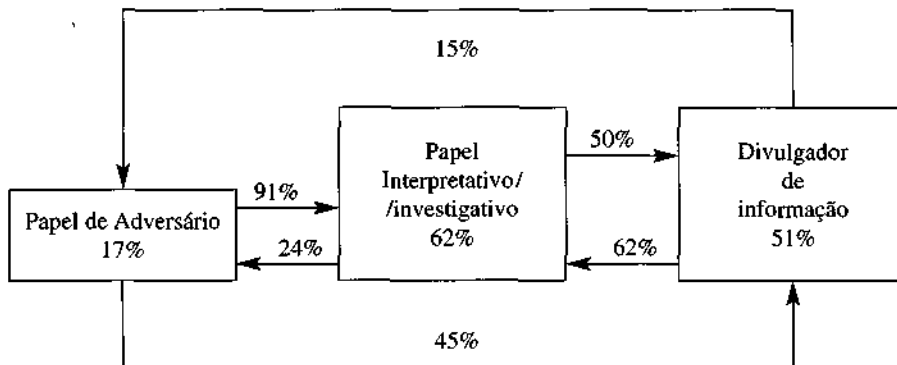 15%
Papel
Interpretativo/
/investigativo
62%
50%
Divulgador
de
informação
51%
Papel de Adversário
17%
91%
24%
62%
45%